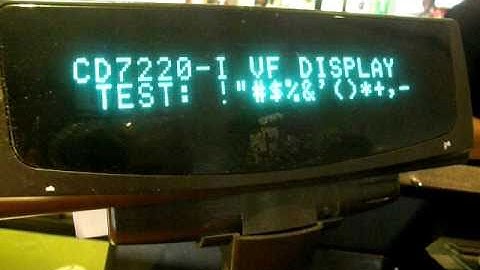 CD7220-I VF DISPLAY
TEST: !"#$%&'()*+,-